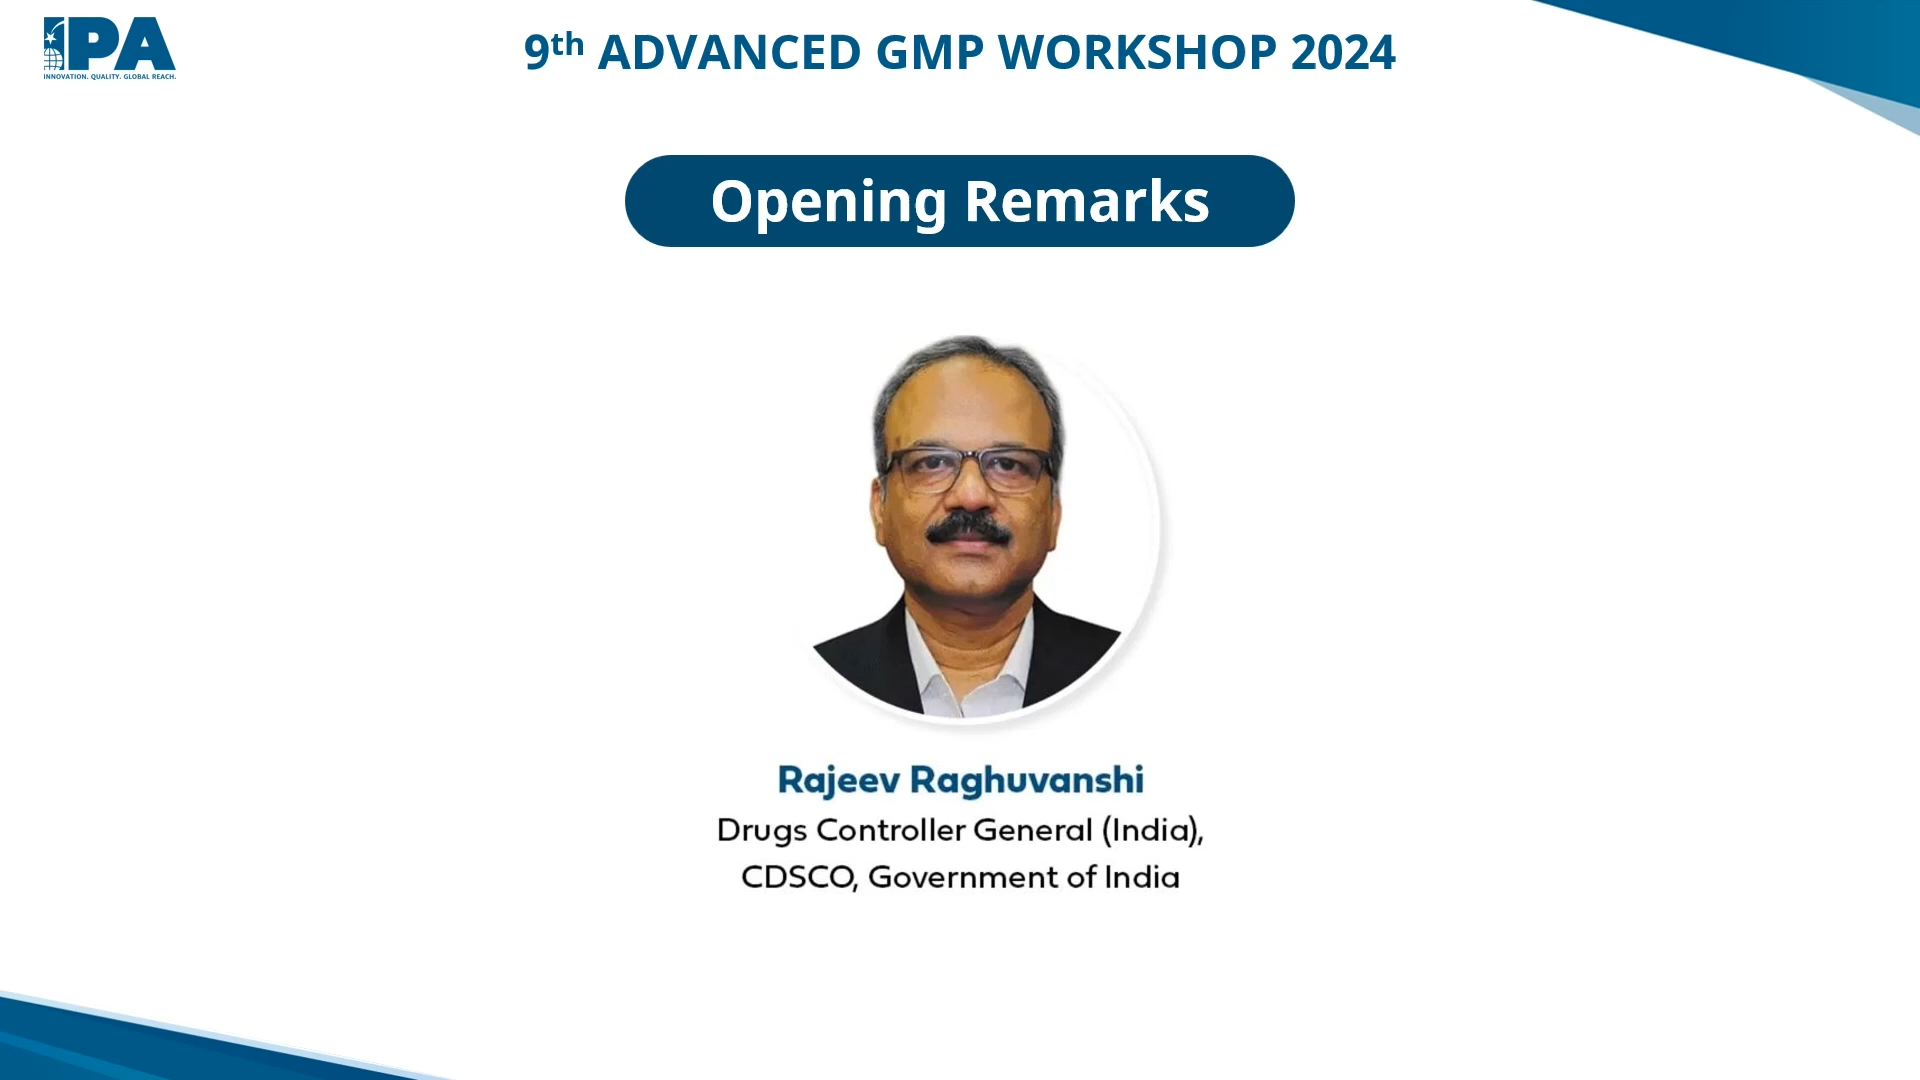 IPA
INNOVATION. QUALITY. GLOBAL REACH.
9th ADVANCED GMP WORKSHOP 2024
Opening Remarks
Rajeev Raghuvanshi
Drugs Controller General (India),
CDSCO, Government of India